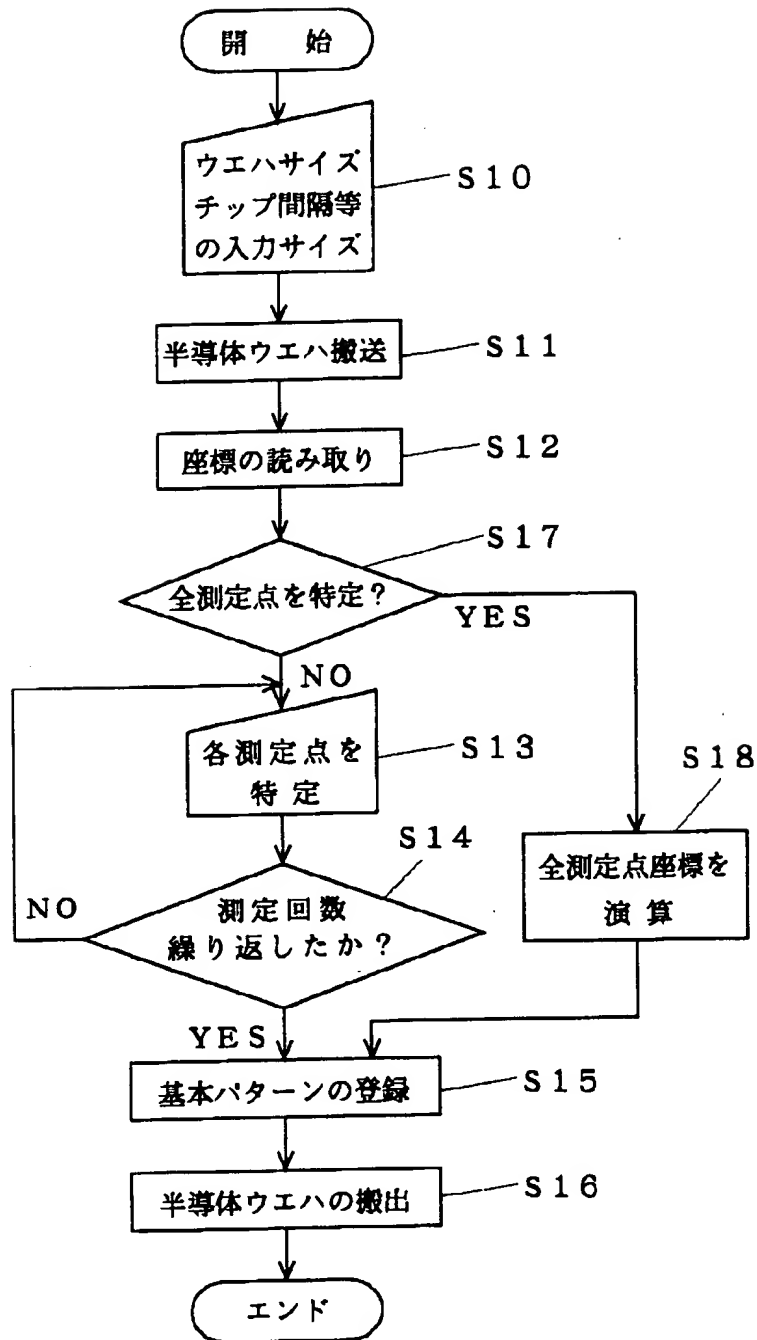 開 始
ウエハサイズ
チップ間隔等
の入力サイズ
S10
半導体ウエハ搬送
S11
座標の読み取り
S12
S17
全測定点を特定?
YES
NO
各測定点を
特定
S13
S18
全測定点座標を
演算
S14
測定回数
繰り返したか?
NO
YES
基本パターンの登録
S15
半導体ウエハの搬出
S16
エンド